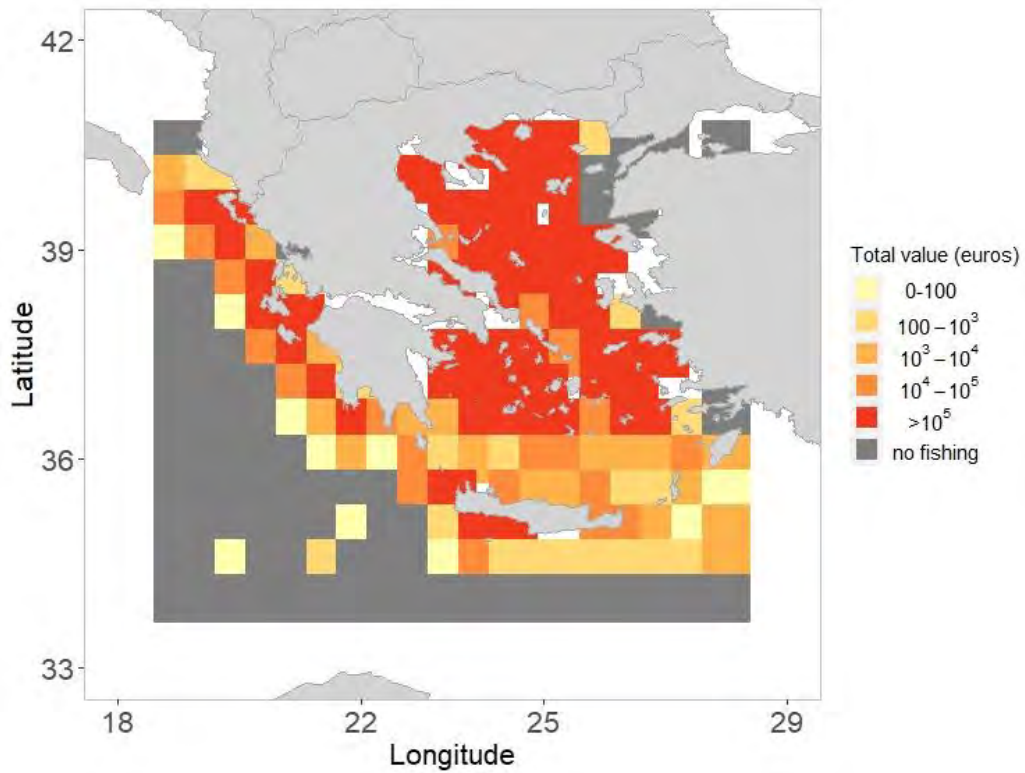 42
39
36
33
Latitude
18 22 25 29
Longitude
Total value (euros)
0-100
100 – 10³
10³ – 10⁴
10⁴ – 10⁵
>10⁵
no fishing